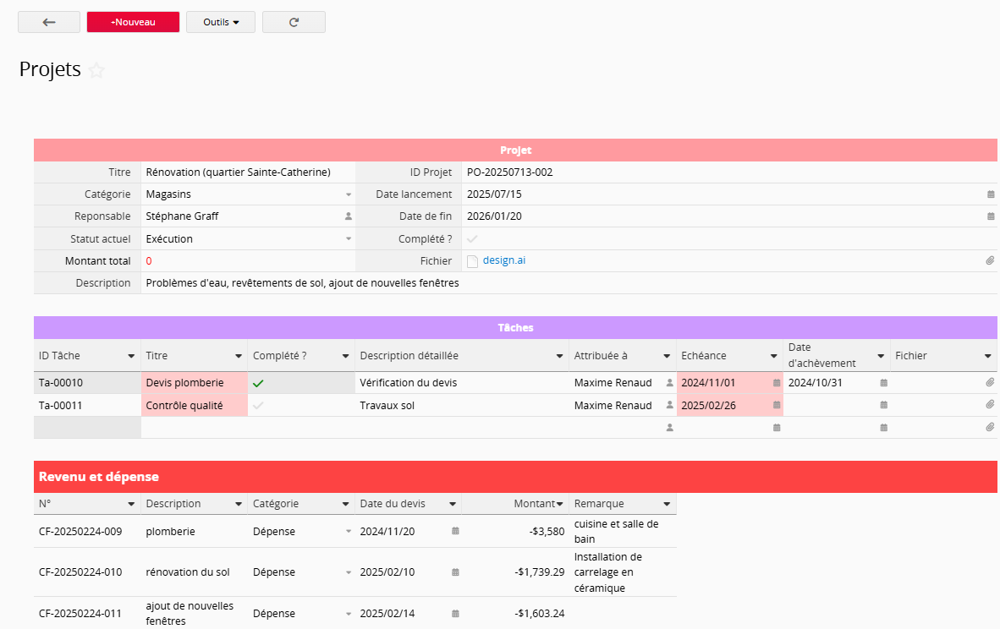 +Nouveau Outils
Projets
Projet
Titre Rénovation (quartier Sainte-Catherine) ID Projet PO-20250713-002
Catégorie Magasins Date lancement 2025/07/15
Reponsable Stéphane Graff Date de fin 2026/01/20
Statut actuel Exécution Complété ?
Montant total 0 Fichier design.ai
Description Problèmes d'eau, revêtements de sol, ajout de nouvelles fenêtres
Tâches
ID Tâche Titre Complété ? Description détaillée Attribuée à Echéance Date d'achèvement Fichier
Ta-00010 Devis plomberie Vérification du devis Maxime Renaud 2024/11/01 2024/10/31
Ta-00011 Contrôle qualité Travaux sol Maxime Renaud 2025/02/26
Revenu et dépense
N° Description Catégorie Date du devis Montant Remarque
CF-20250224-009 plomberie Dépense 2024/11/20 -$3,580 cuisine et salle de bain
CF-20250224-010 rénovation du sol Dépense 2025/02/10 -$1,739.29 Installation de carrelage en céramique
CF-20250224-011 ajout de nouvelles fenêtres Dépense 2025/02/14 -$1,603.24